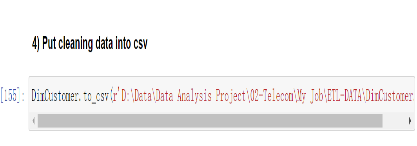 4) Put cleaning data into csv
[155]: DimCustomer.to_csv(r'D:\Data\Data Analysis Project\02-Telecom\My Job\ETL-DATA\DimCustomer